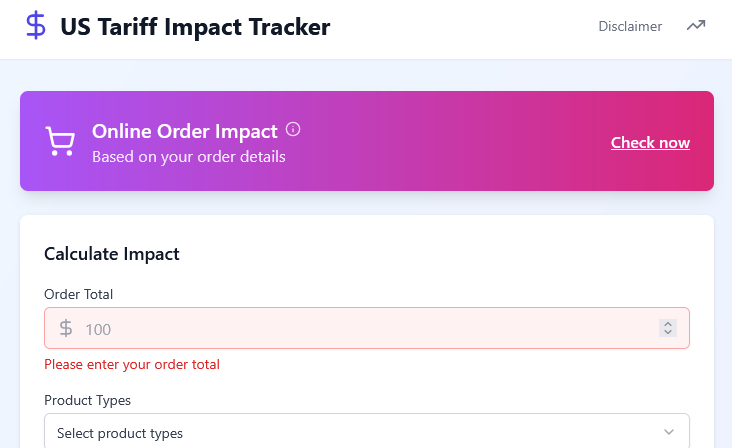 US Tariff Impact Tracker
Disclaimer
Online Order Impact
Based on your order details
Check now
Calculate Impact
Order Total
$ 100
Please enter your order total
Product Types
Select product types